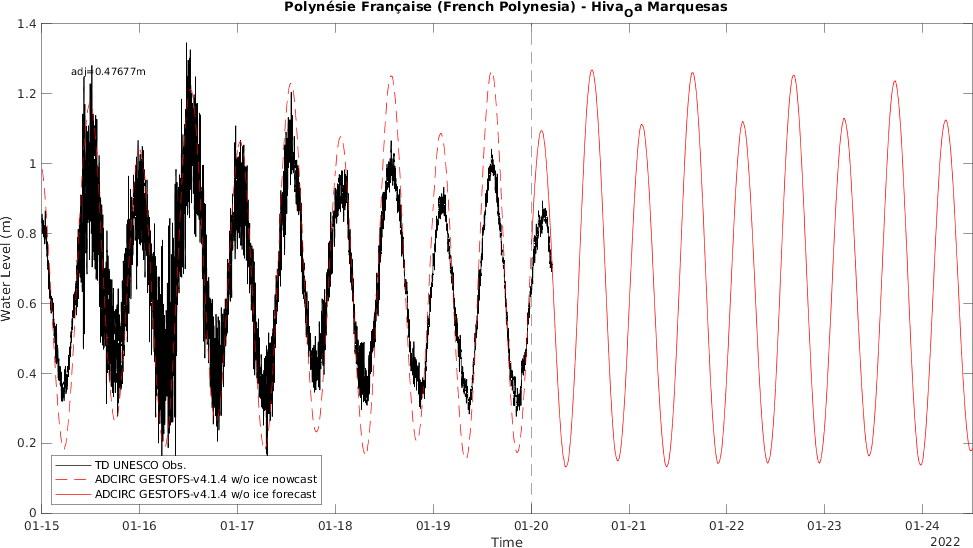 Polynésie Française (French Polynesia) - Hiva_Oa Marquesas
adj=0.47677m
1.4
1.2
1
0.8
0.6
0.4
0.2
0
Water Level (m)
TD UNESCO Obs.
ADCIRC GESTOFS-v4.1.4 w/o ice nowcast
ADCIRC GESTOFS-v4.1.4 w/o ice forecast
01-15 01-16 01-17 01-18 01-19 01-20 01-21 01-22 01-23 01-24
Time
2022